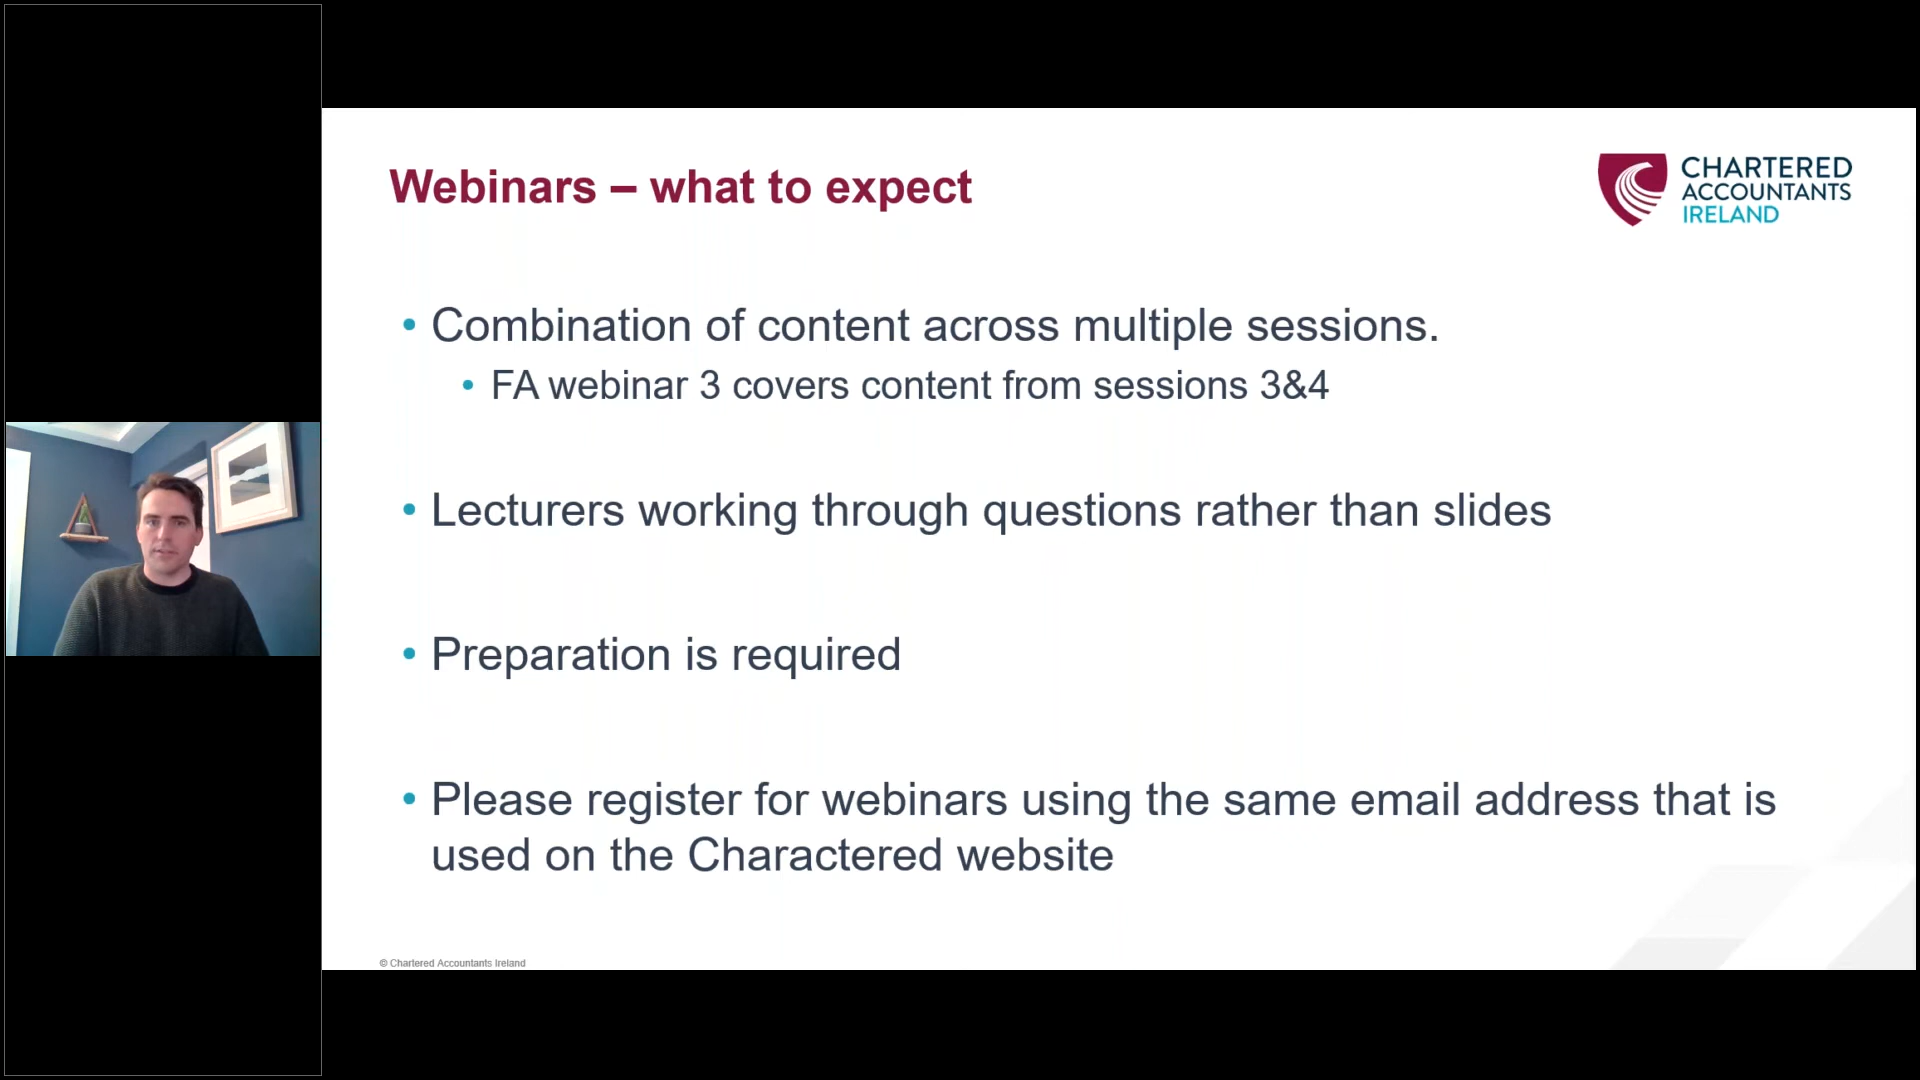 Webinars – what to expect
CHARTERED
ACCOUNTANTS
IRELAND
• Combination of content across multiple sessions.
• FA webinar 3 covers content from sessions 3&4
• Lecturers working through questions rather than slides
• Preparation is required
• Please register for webinars using the same email address that is
used on the Charactered website
© Chartered Accountants Ireland